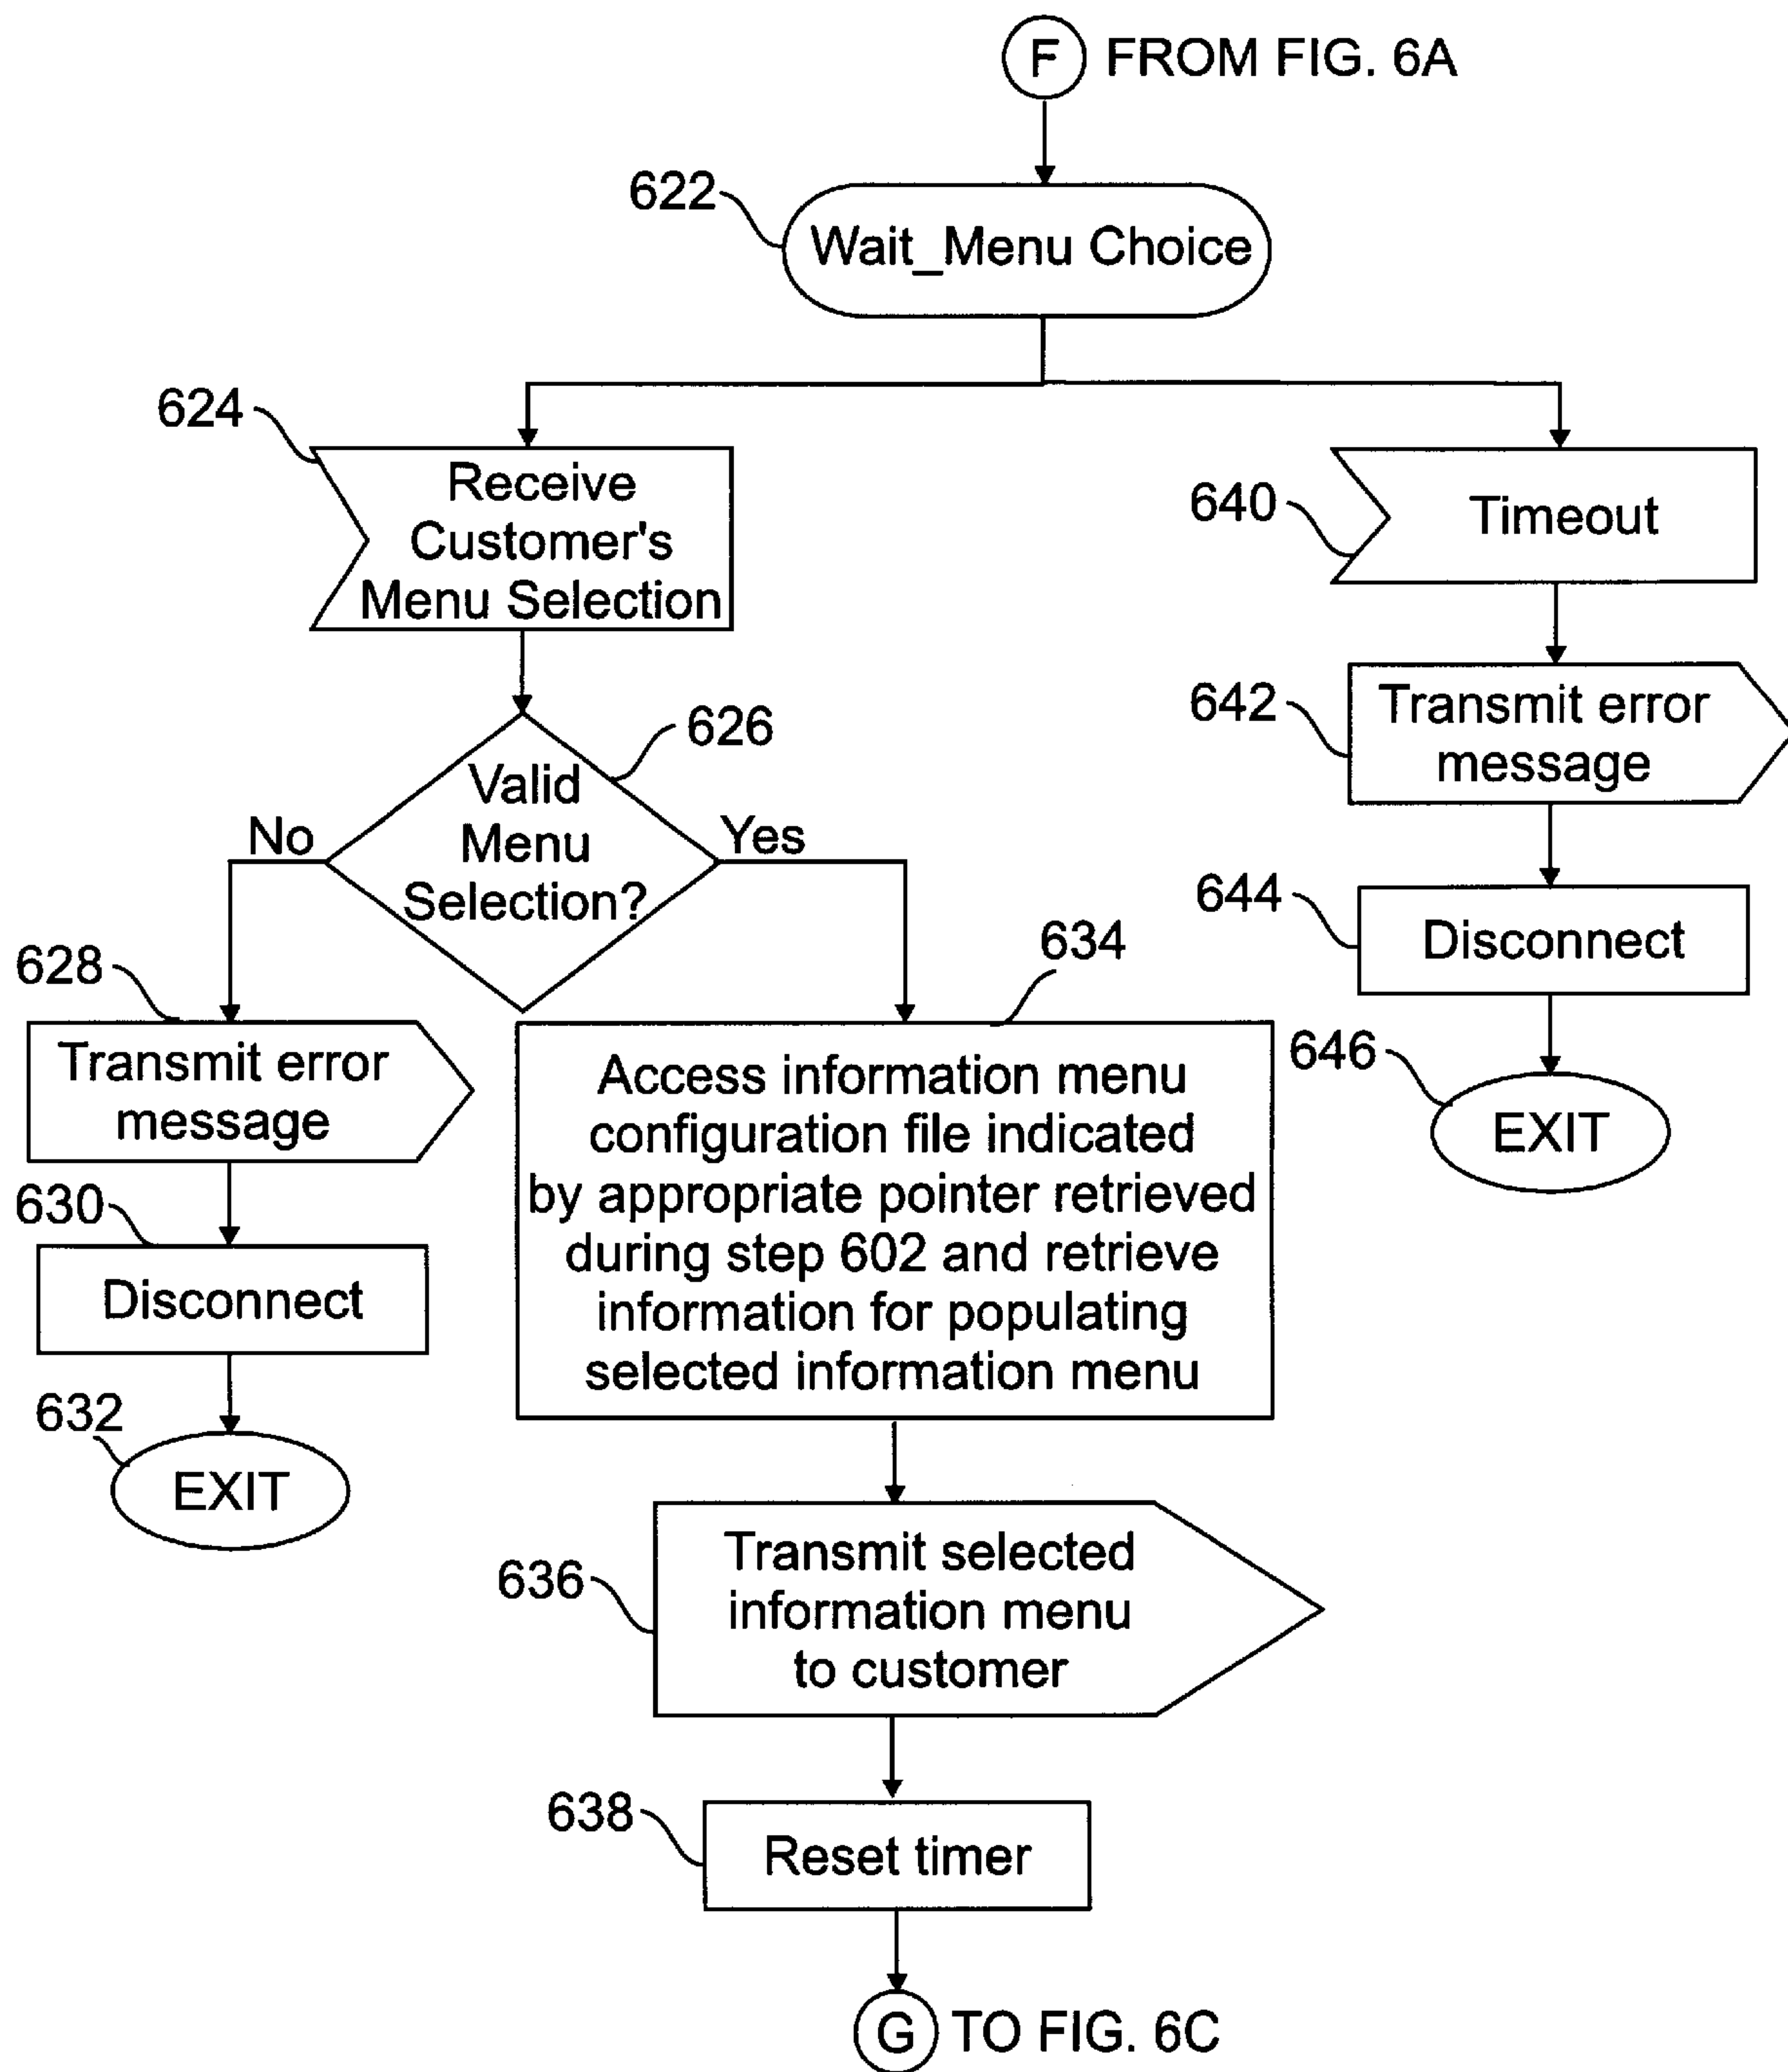 F FROM FIG. 6A
622
Wait_Menu Choice
624
Receive
Customer's
Menu Selection
640
Timeout
626
Valid
Menu
Selection?
No
Yes
642
Transmit error
message
628
Transmit error
message
634
Access information menu
configuration file indicated
by appropriate pointer retrieved
during step 602 and retrieve
information for populating
selected information menu
644
Disconnect
646
EXIT
630
Disconnect
632
EXIT
636
Transmit selected
information menu
to customer
638
Reset timer
G TO FIG. 6C